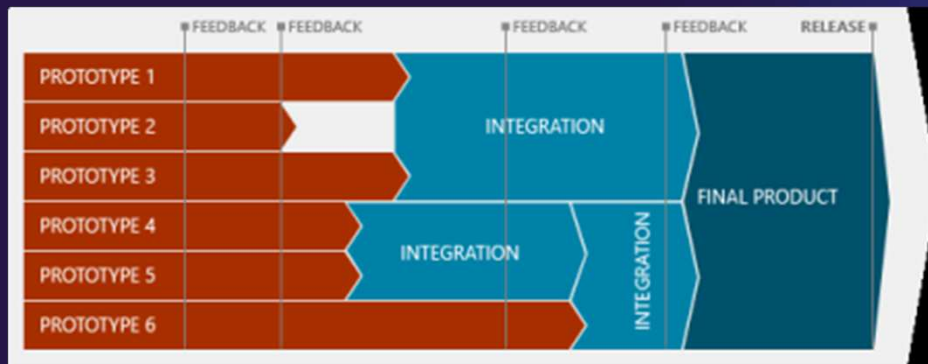 FEEDBACK FEEDBACK FEEDBACK FEEDBACK RELEASE
PROTOTYPE 1
PROTOTYPE 2
INTEGRATION
PROTOTYPE 3
FINAL PRODUCT
PROTOTYPE 4
INTEGRATION
INTEGRATION
PROTOTYPE 5
PROTOTYPE 6